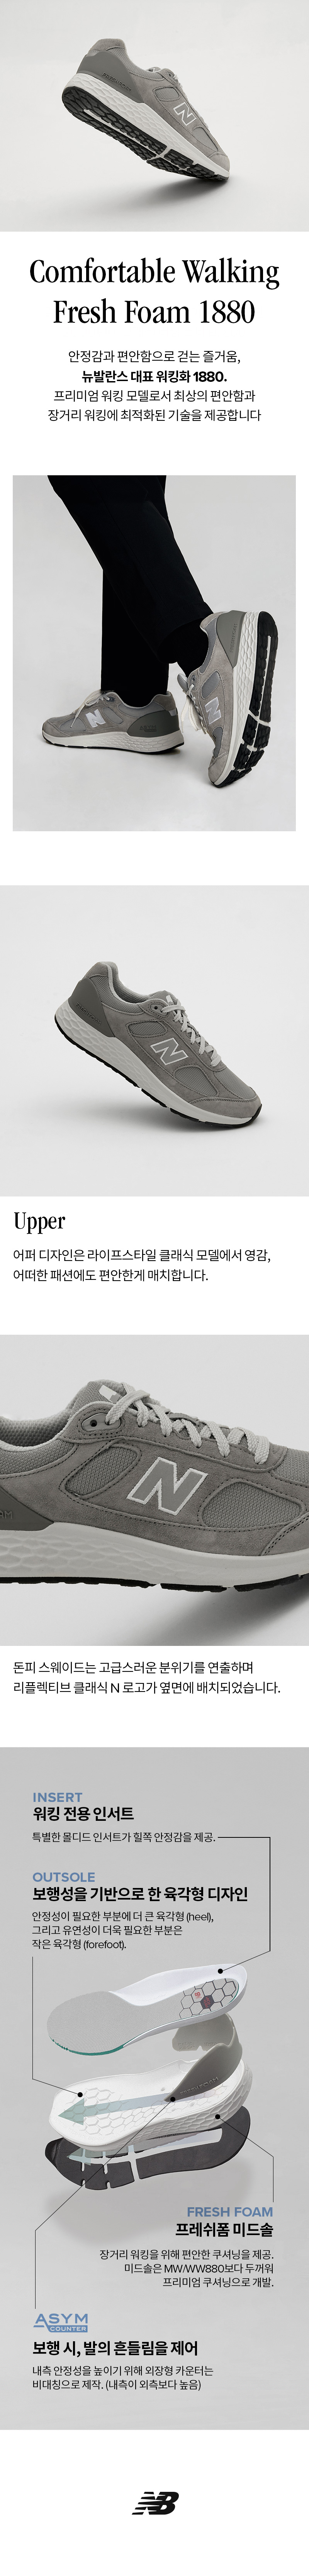 Comfortable Walking
Fresh Foam 1880
안정감과 편안함으로 걷는 즐거움,
뉴발란스 대표 워킹화 1880.
프리미엄 워킹 모델로서 최상의 편안함과
장거리 워킹에 최적화된 기술을 제공합니다
N
N
N
Upper
어퍼 디자인은 라이프스타일 클래식 모델에서 영감,
어떠한 패션에도 편안한게 매치합니다.
N
돈피 스웨이드는 고급스러운 분위기를 연출하며
리플렉티브 클래식 N 로고가 옆면에 배치되었습니다.
INSERT
워킹 전용 인서트
특별한 몰디드 인서트가 힐쪽 안정감을 제공.
OUTSOLE
보행성을 기반으로 한 육각형 디자인
안정성이 필요한 부분에 더 큰 육각형 (heel),
그리고 유연성이 더욱 필요한 부분은
작은 육각형 (forefoot).
FRESH FOAM
프레쉬폼 미드솔
장거리 워킹을 위해 편안한 쿠셔닝을 제공.
미드솔은 MW/WW880보다 두꺼워
프리미엄 쿠셔닝으로 개발.
ASYM
COUNTER
보행 시, 발의 흔들림을 제어
내측 안정성을 높이기 위해 외장형 카운터는
비대칭으로 제작. (내측이 외측보다 높음)
NB